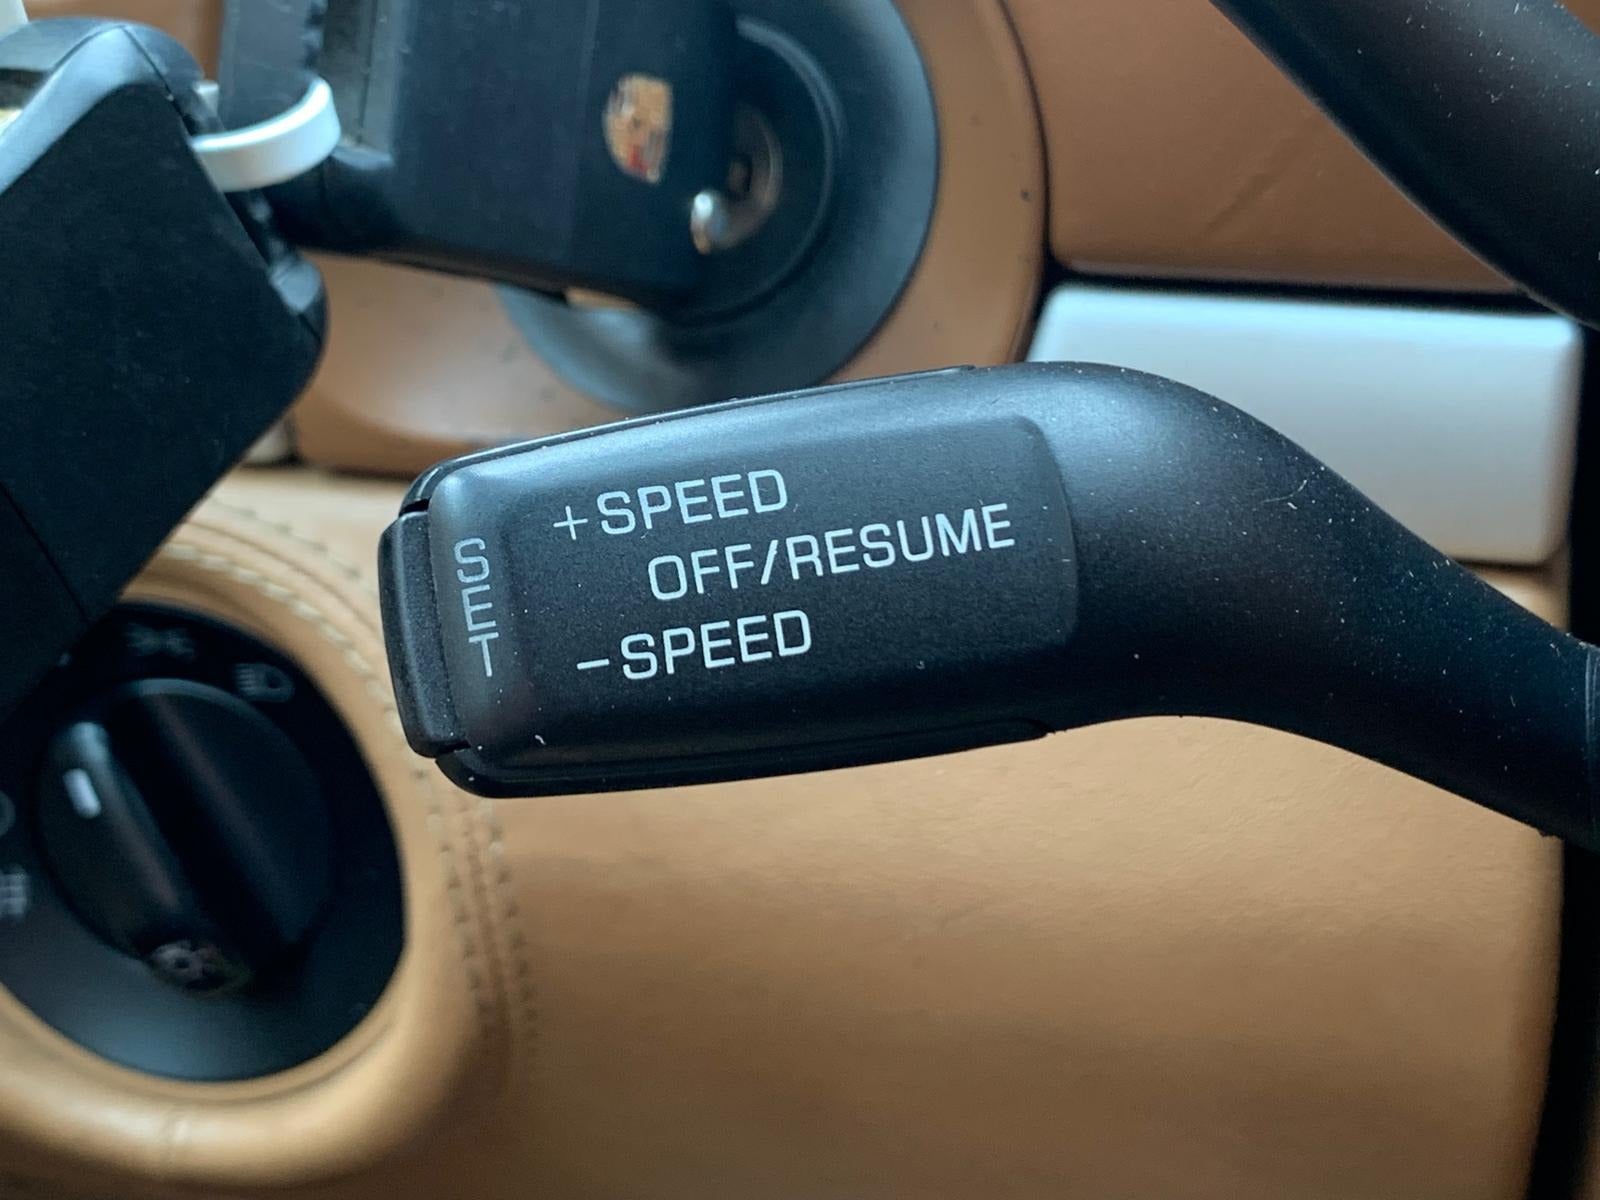 +SPEED
OFF/RESUME
–SPEED
SET